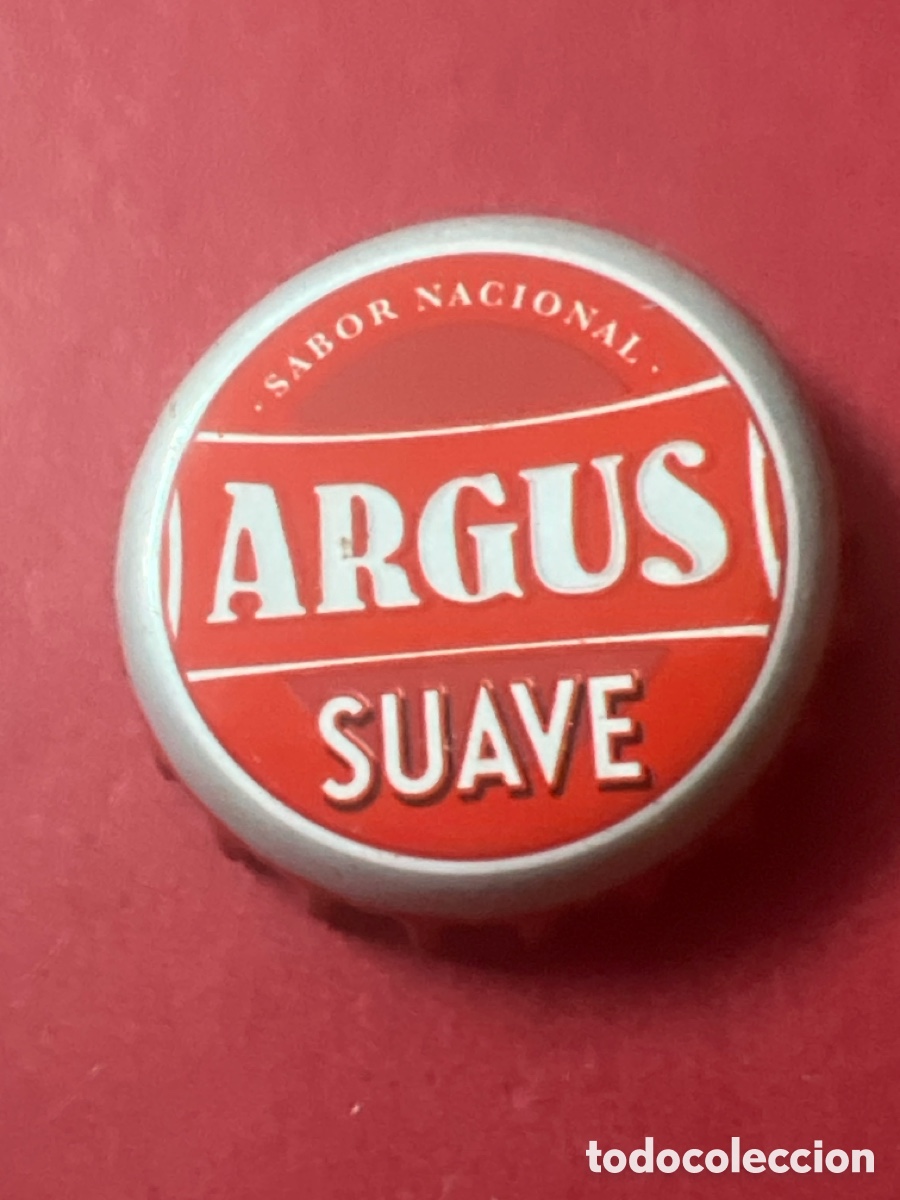 · SABOR NACIONAL ·
ARGUS
SUAVE
todocoleccion